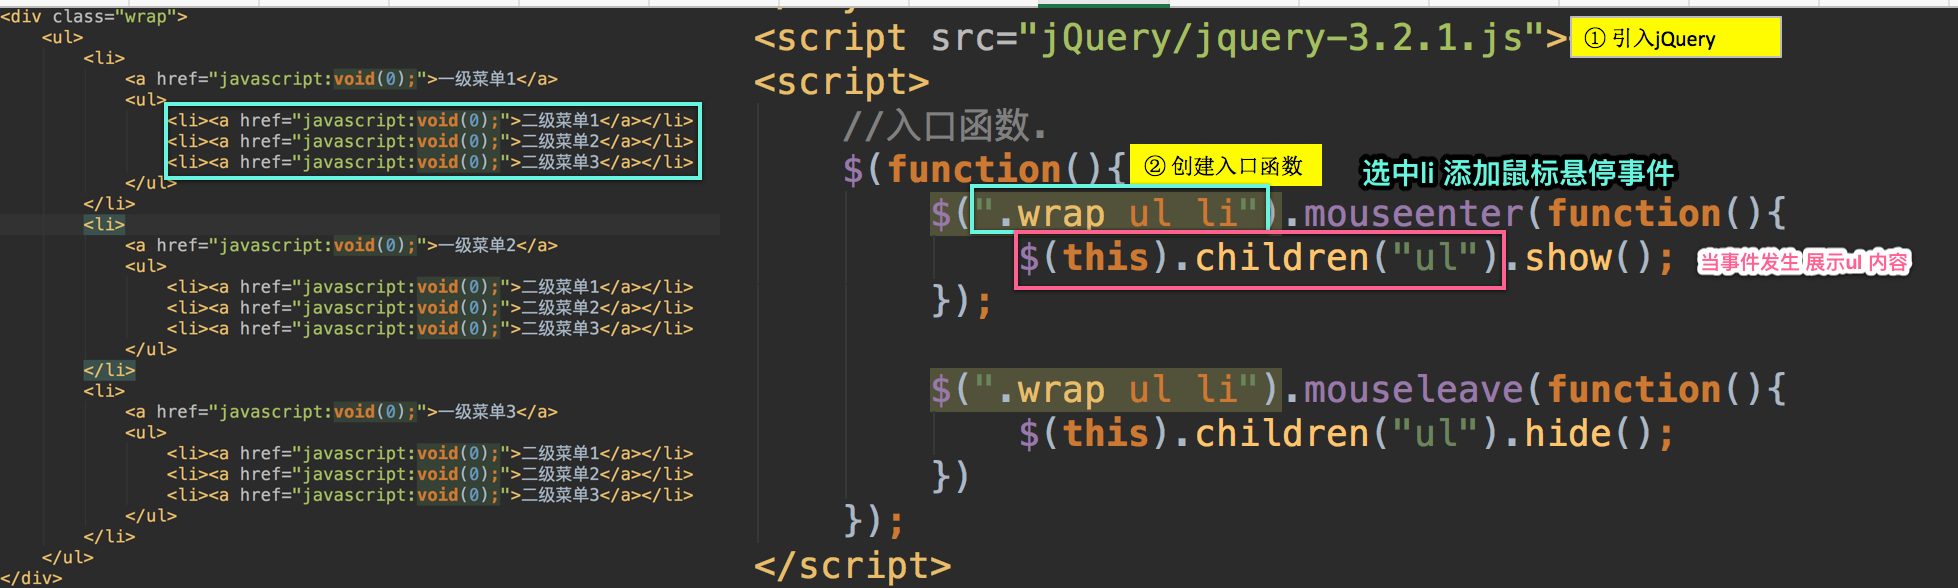 <div class="wrap">
<ul>
<li>
<a href="javascript:void(0);">一级菜单1</a>
<ul>
<li><a href="javascript:void(0);">二级菜单1</a></li>
<li><a href="javascript:void(0);">二级菜单2</a></li>
<li><a href="javascript:void(0);">二级菜单3</a></li>
</ul>
</li>
<li>
<a href="javascript:void(0);">一级菜单2</a>
<ul>
<li><a href="javascript:void(0);">二级菜单1</a></li>
<li><a href="javascript:void(0);">二级菜单2</a></li>
<li><a href="javascript:void(0);">二级菜单3</a></li>
</ul>
</li>
<li>
<a href="javascript:void(0);">一级菜单3</a>
<ul>
<li><a href="javascript:void(0);">二级菜单1</a></li>
<li><a href="javascript:void(0);">二级菜单2</a></li>
<li><a href="javascript:void(0);">二级菜单3</a></li>
</ul>
</li>
</ul>
</div>
<script src="jQuery/jquery-3.2.1.js"> ① 引入jQuery
<script>
//入口函数.
$(function(){ ② 创建入口函数 选中li 添加鼠标悬停事件
$(".wrap ul li").mouseenter(function(){
$(this).children("ul").show(); 当事件发生 展示ul 内容
});
$(".wrap ul li").mouseleave(function(){
$(this).children("ul").hide();
})
});
</script>